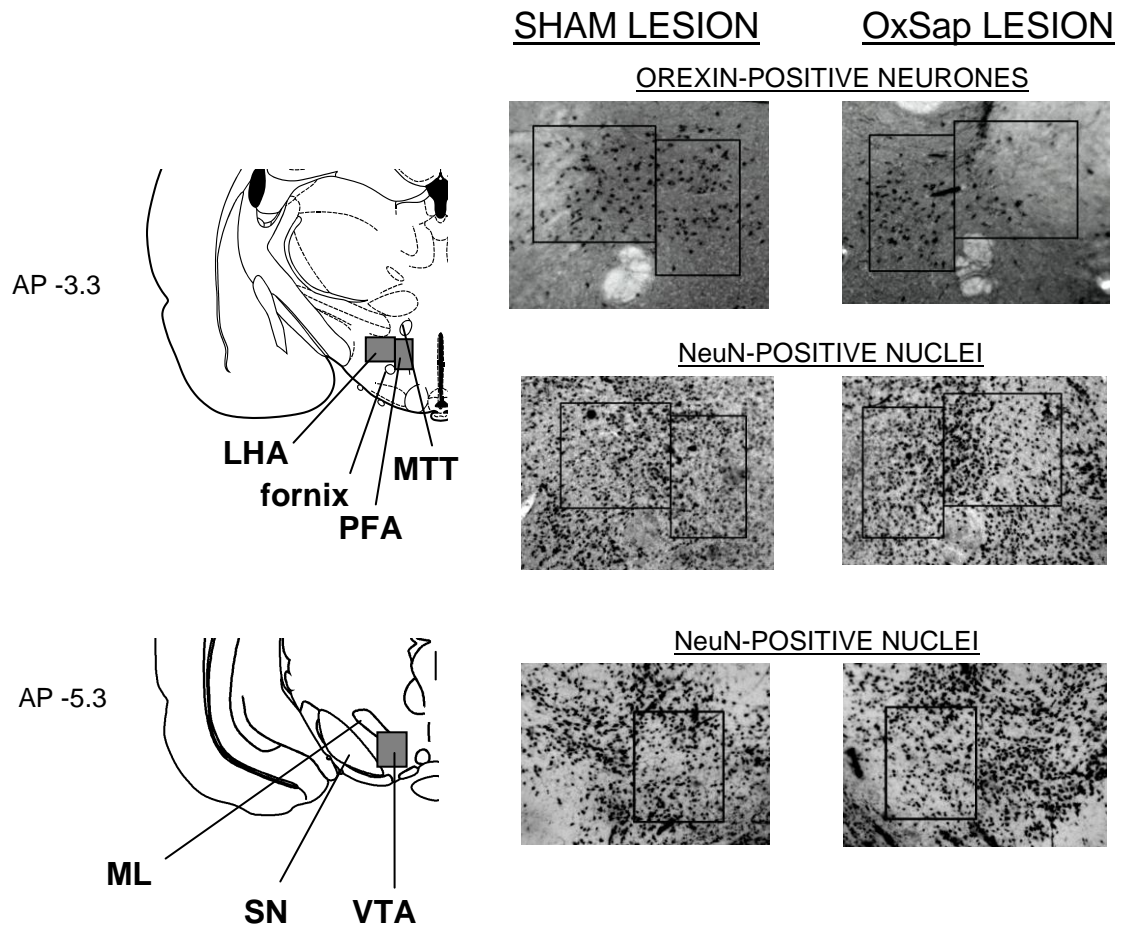 SHAM LESION
OxSap LESION
OREXIN-POSITIVE NEURONES
AP -3.3
NeuN-POSITIVE NUCLEI
LHA
MTT
fornix
PFA
NeuN-POSITIVE NUCLEI
AP -5.3
ML
SN
VTA